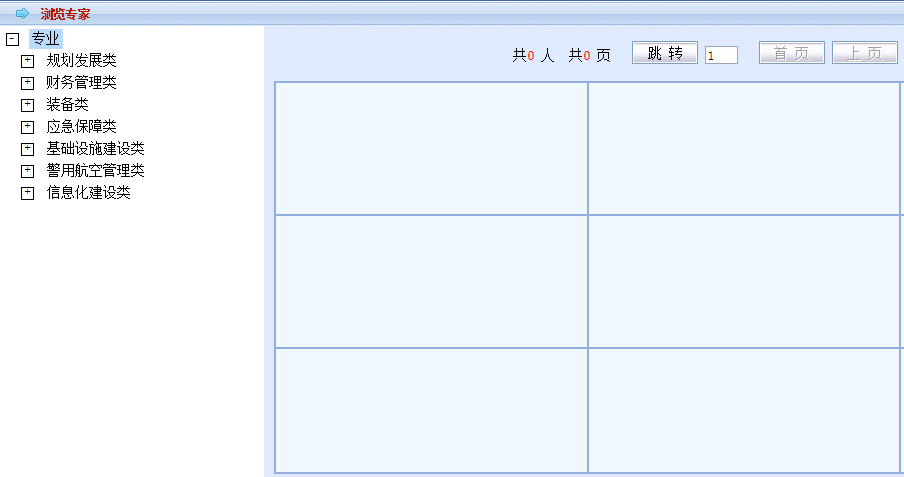 浏览专家
专业
规划发展类
财务管理类
装备类
应急保障类
基础设施建设类
警用航空管理类
信息化建设类
共0 人 共0 页 跳 转 1 首 页 上 页